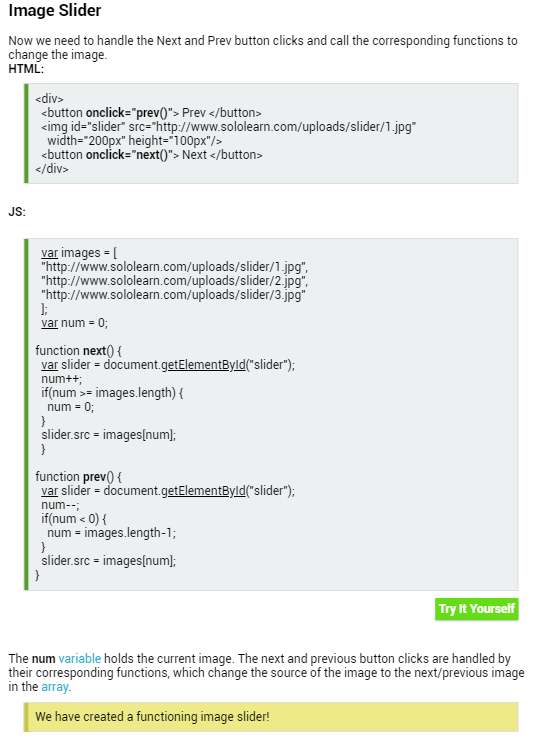 Image Slider
Now we need to handle the Next and Prev button clicks and call the corresponding functions to
change the image.
HTML:
<div>
<button onclick="prev()"> Prev </button>
<img id="slider" src="http://www.sololearn.com/uploads/slider/1.jpg"
width="200px" height="100px"/>
<button onclick="next()"> Next </button>
</div>
JS:
var images = [
"http://www.sololearn.com/uploads/slider/1.jpg",
"http://www.sololearn.com/uploads/slider/2.jpg",
"http://www.sololearn.com/uploads/slider/3.jpg"
];
var num = 0;
function next() {
var slider = document.getElementById("slider");
num++;
if(num >= images.length) {
num = 0;
}
slider.src = images[num];
}
function prev() {
var slider = document.getElementById("slider");
num--;
if(num < 0) {
num = images.length-1;
}
slider.src = images[num];
}
Try It Yourself
The num variable holds the current image. The next and previous button clicks are handled by
their corresponding functions, which change the source of the image to the next/previous image
in the array.
We have created a functioning image slider!